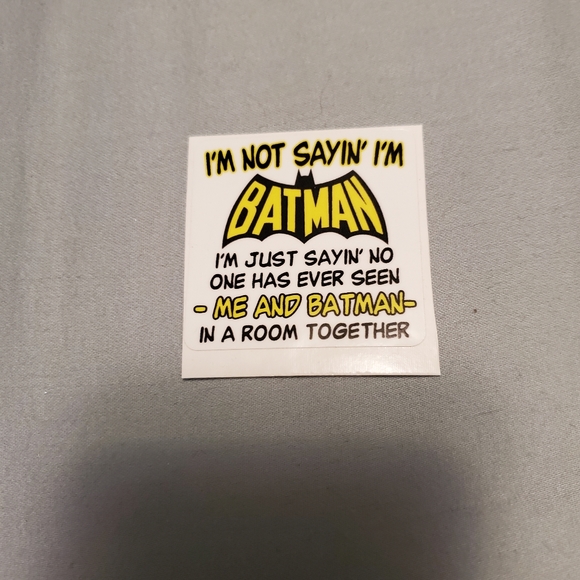 I'M NOT SAYIN' I'M
BATMAN
I'M JUST SAYIN' NO
ONE HAS EVER SEEN
- ME AND BATMAN-
IN A ROOM TOGETHER